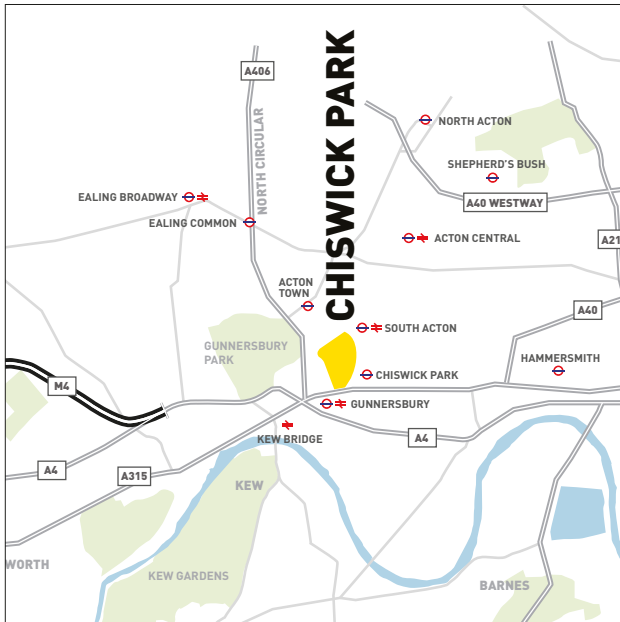 CHISWICK PARK
A406
NORTH CIRCULAR
NORTH ACTON
SHEPHERD'S BUSH
EALING BROADWAY
A40 WESTWAY
EALING COMMON
ACTON CENTRAL
A21
ACTON
TOWN
A40
SOUTH ACTON
GUNNERSBURY
PARK
HAMMERSMITH
CHISWICK PARK
M4
GUNNERSBURY
KEW BRIDGE
A4
A4
A315
KEW
WORTH
KEW GARDENS
BARNES